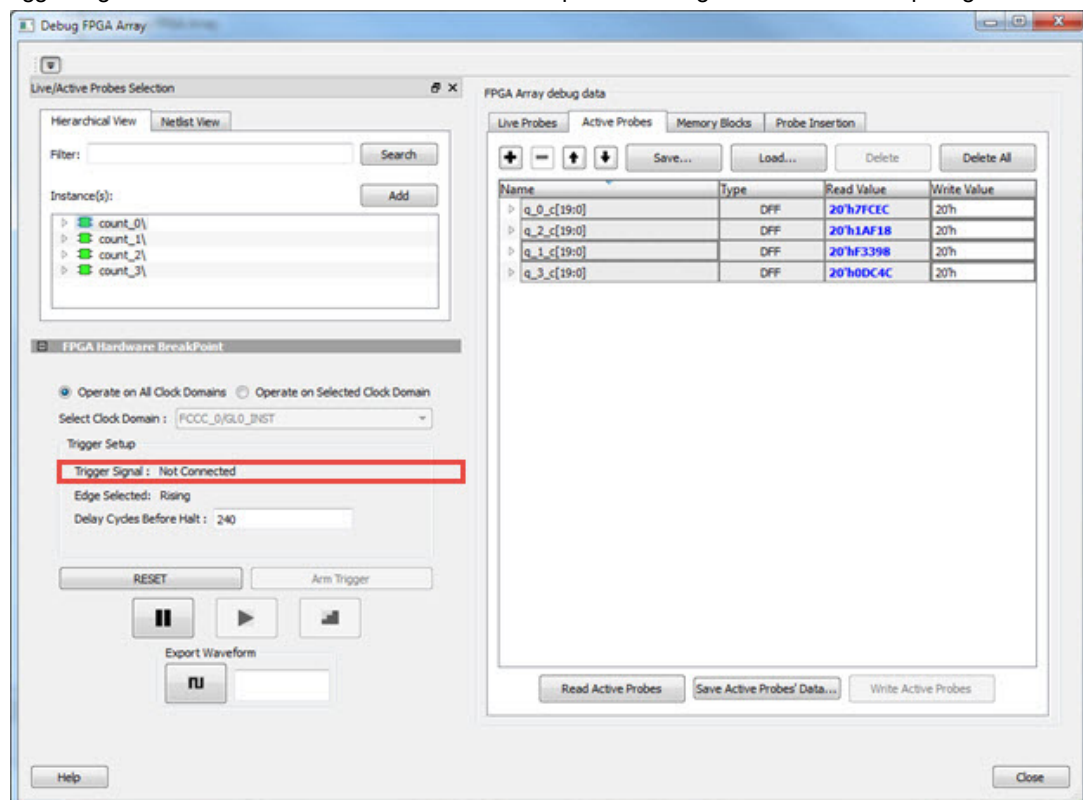 Debug FPGA Array
Live/Active Probes Selection
Hierarchical View Netlist View
Filter: Search
Instance(s): Add
count_0\
count_1\
count_2\
count_3\
FPGA Hardware BreakPoint
Operate on All Clock Domains Operate on Selected Clock Domain
Select Clock Domain : FCCC_0/GL0_INST
Trigger Setup
Trigger Signal : Not Connected
Edge Selected: Rising
Delay Cycles Before Halt : 240
RESET Arm Trigger
Export Waveform
FPGA Array debug data
Live Probes Active Probes Memory Blocks Probe Insertion
Save... Load... Delete Delete All
Name Type Read Value Write Value
q_0_c[19:0] DFF 20'h7FCEC 20'h
q_2_c[19:0] DFF 20'h1AF18 20'h
q_1_c[19:0] DFF 20'hF3398 20'h
q_3_c[19:0] DFF 20'h0DC4C 20'h
Read Active Probes Save Active Probes' Data... Write Active Probes
Help Close